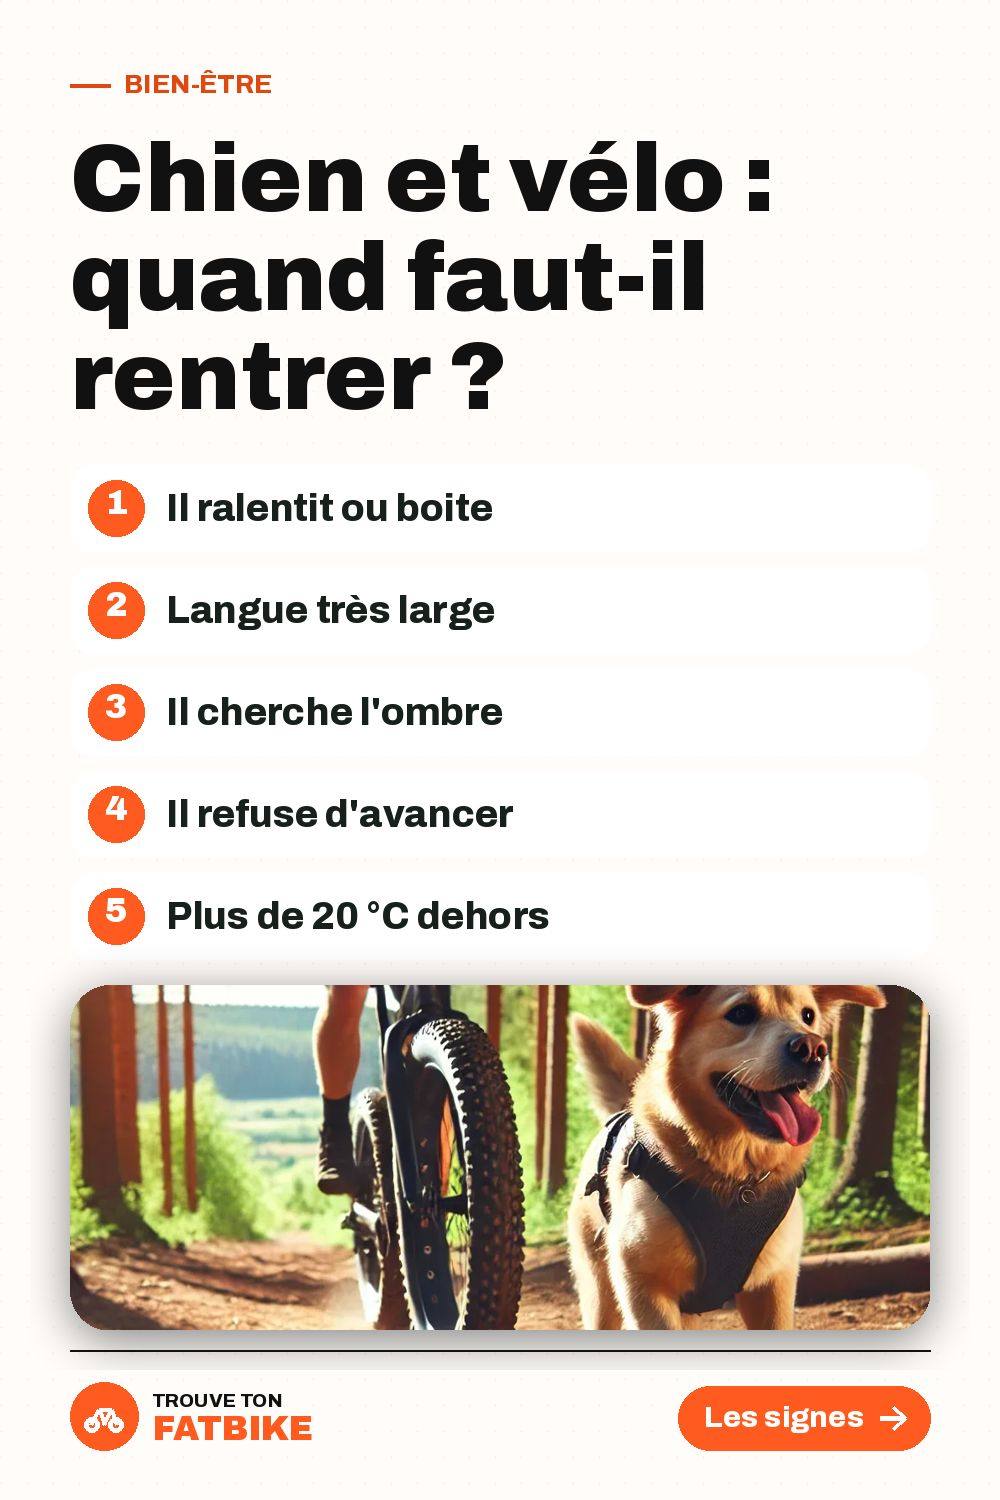 BIEN-ÊTRE
Chien et vélo :
quand faut-il
rentrer ?
1 Il ralentit ou boite
2 Langue très large
3 Il cherche l'ombre
4 Il refuse d'avancer
5 Plus de 20 °C dehors
TROUVE TON
FATBIKE
Les signes →